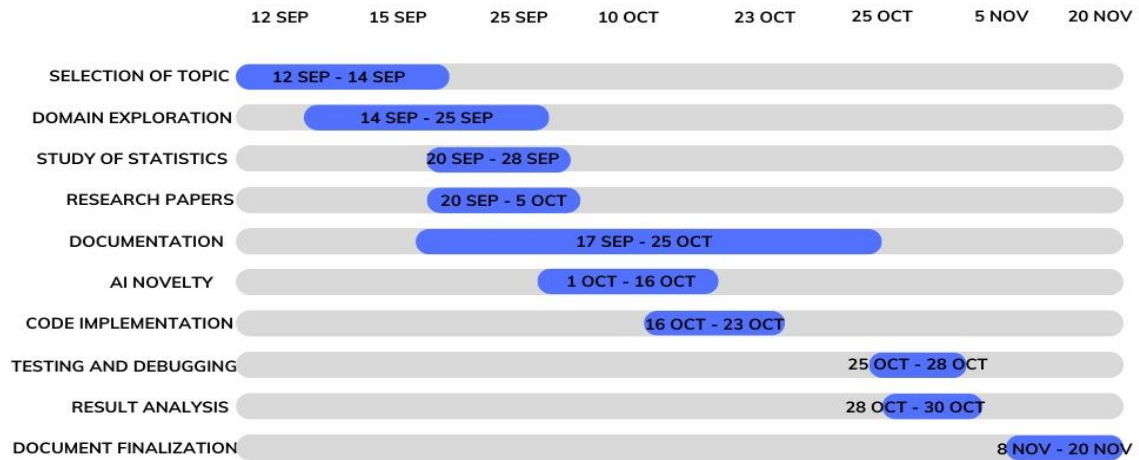 12 SEP 15 SEP 25 SEP 10 OCT 23 OCT 25 OCT 5 NOV 20 NOV
SELECTION OF TOPIC 12 SEP - 14 SEP
DOMAIN EXPLORATION 14 SEP - 25 SEP
STUDY OF STATISTICS 20 SEP - 28 SEP
RESEARCH PAPERS 20 SEP - 5 OCT
DOCUMENTATION 17 SEP - 25 OCT
AI NOVELTY 1 OCT - 16 OCT
CODE IMPLEMENTATION 16 OCT - 23 OCT
TESTING AND DEBUGGING 25 OCT - 28 OCT
RESULT ANALYSIS 28 OCT - 30 OCT
DOCUMENT FINALIZATION 8 NOV - 20 NOV